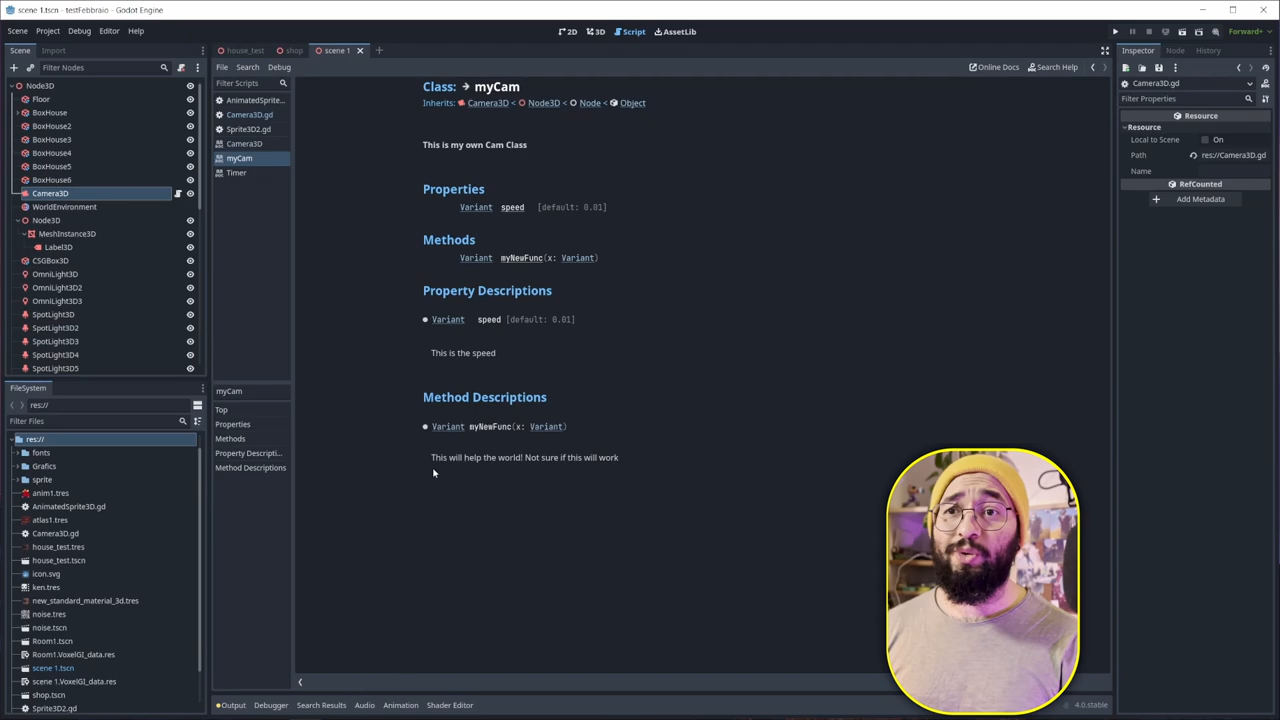 scene 1.tscn - testFebbraio - Godot Engine
Scene Project Debug Editor Help
2D 3D Script AssetLib
Forward+
Scene Import
house_test shop scene 1
Inspector Node History
Filter Nodes
File Search Debug
Online Docs Search Help
Node3D
Floor
BoxHouse
BoxHouse2
BoxHouse3
BoxHouse4
BoxHouse5
BoxHouse6
Camera3D
WorldEnvironment
Node3D
MeshInstance3D
Label3D
CSGBox3D
OmniLight3D
OmniLight3D2
OmniLight3D3
SpotLight3D
SpotLight3D2
SpotLight3D3
SpotLight3D4
SpotLight3D5
FileSystem
res://
Filter Files
res://
fonts
Grafics
sprite
anim1.tres
AnimatedSprite3D.gd
atlas1.tres
Camera3D.gd
house_test.tres
house_test.tscn
icon.svg
ken.tres
new_standard_material_3d.tres
noise.tres
noise.tscn
Room1.tscn
Room1.VoxelGI_data.res
scene 1.tscn
scene 1.VoxelGI_data.res
shop.tscn
Sprite3D2.gd
Filter Scripts
AnimatedSprite...
Camera3D.gd
Sprite3D2.gd
Camera3D
myCam
Timer
myCam
Top
Properties
Methods
Property Descripti...
Method Descriptions
Class: myCam
Inherits: Camera3D < Node3D < Node < Object
This is my own Cam Class
Properties
Variant speed [default: 0.01]
Methods
Variant myNewFunc(x: Variant)
Property Descriptions
Variant speed [default: 0.01]
This is the speed
Method Descriptions
Variant myNewFunc(x: Variant)
This will help the world! Not sure if this will work
Output Debugger Search Results Audio Animation Shader Editor
4.0.stable
Camera3D.gd
Filter Properties
Resource
Resource
Local to Scene On
Path res://Camera3D.gd
Name
RefCounted
Add Metadata